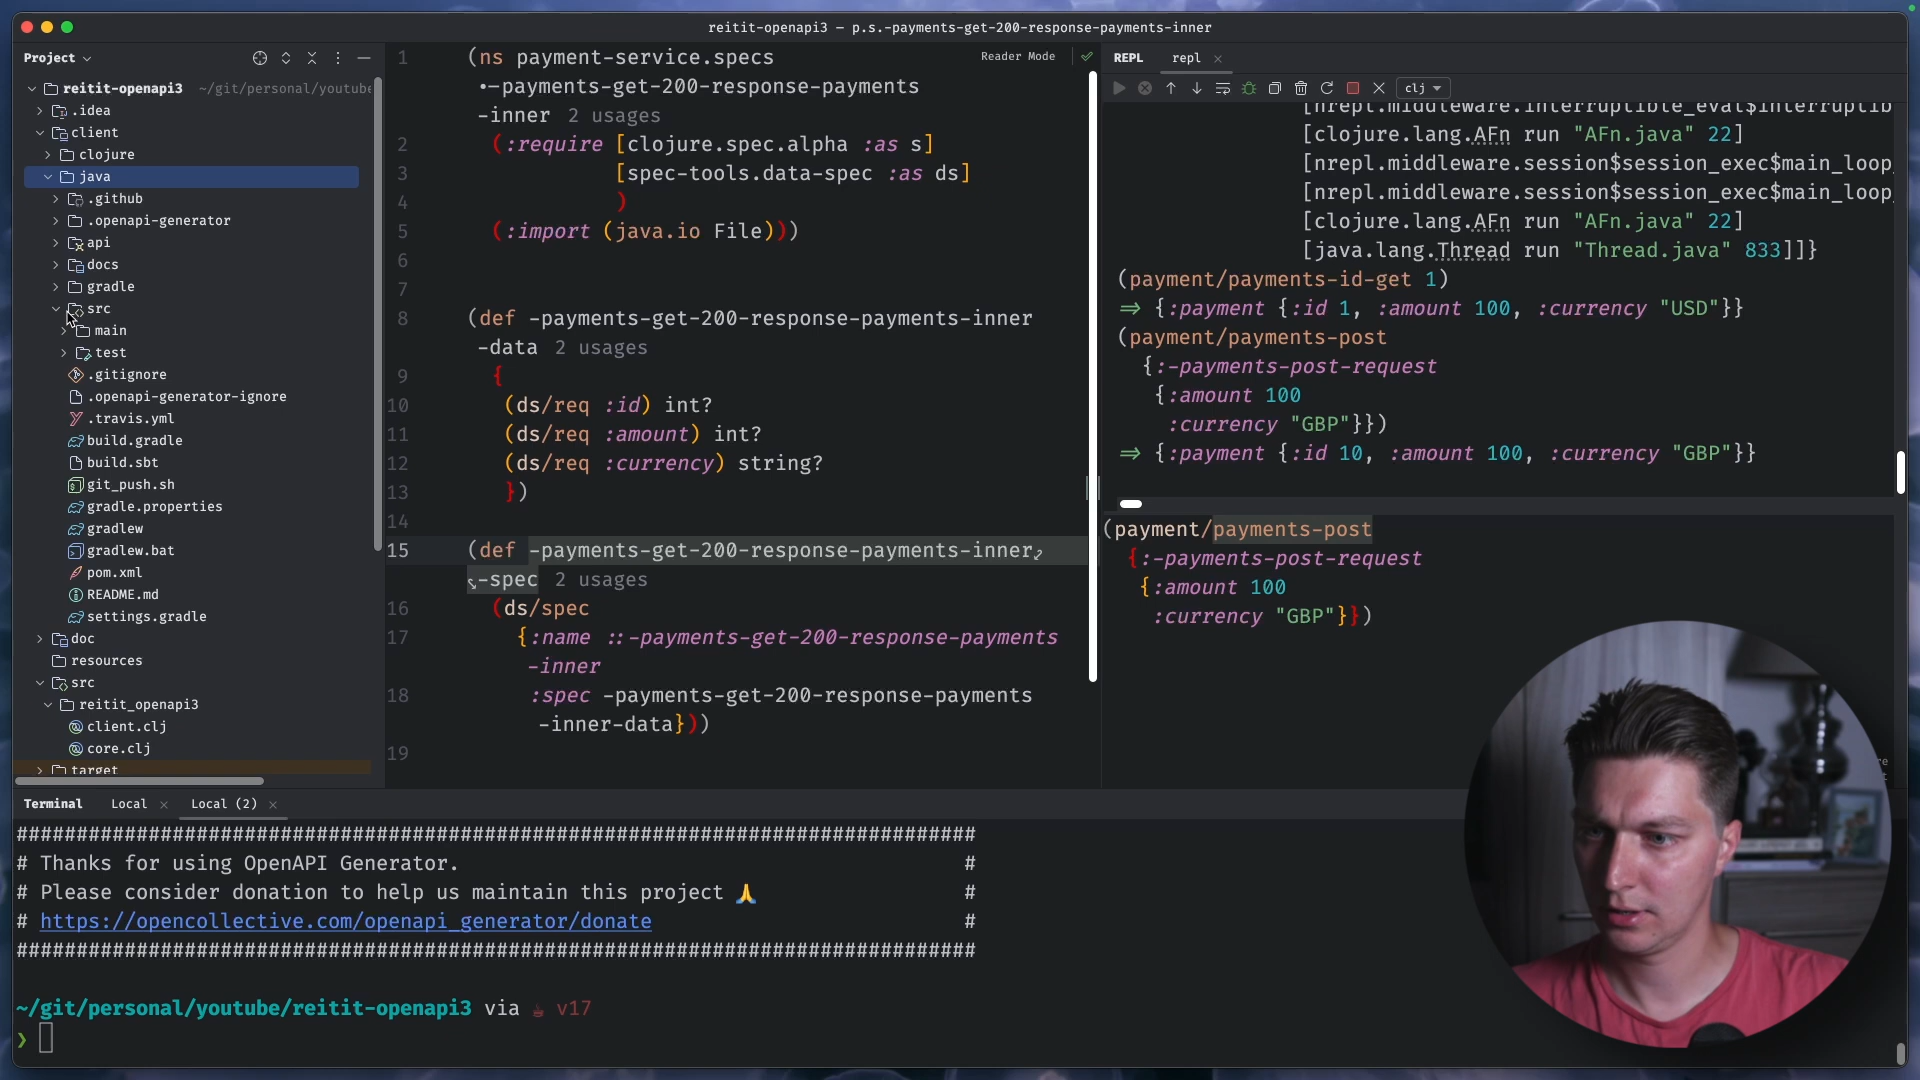 reitit-openapi3 – p.s.-payments-get-200-response-payments-inner
Project
reitit-openapi3 ~/git/personal/youtube
.idea
client
clojure
java
.github
.openapi-generator
api
docs
gradle
src
main
test
.gitignore
.openapi-generator-ignore
.travis.yml
build.gradle
build.sbt
git_push.sh
gradle.properties
gradlew
gradlew.bat
pom.xml
README.md
settings.gradle
doc
resources
src
reitit_openapi3
client.clj
core.clj
target
Reader Mode
1 (ns payment-service.specs
•-payments-get-200-response-payments
-inner 2 usages
2 (:require [clojure.spec.alpha :as s]
3 [spec-tools.data-spec :as ds]
4 )
5 (:import (java.io File)))
6
7
8 (def -payments-get-200-response-payments-inner
-data 2 usages
9 {
10 (ds/req :id) int?
11 (ds/req :amount) int?
12 (ds/req :currency) string?
13 })
14
15 (def -payments-get-200-response-payments-inner
-spec 2 usages
16 (ds/spec
17 {:name ::-payments-get-200-response-payments
-inner
18 :spec -payments-get-200-response-payments
-inner-data}))
19
REPL repl
clj
[nrepl.middleware.interruptible_eval$interruptib
[clojure.lang.AFn run "AFn.java" 22]
[nrepl.middleware.session$session_exec$main_loop_
[nrepl.middleware.session$session_exec$main_loop_
[clojure.lang.AFn run "AFn.java" 22]
[java.lang.Thread run "Thread.java" 833]]}
(payment/payments-id-get 1)
=> {:payment {:id 1, :amount 100, :currency "USD"}}
(payment/payments-post
{:-payments-post-request
{:amount 100
:currency "GBP"}})
=> {:payment {:id 10, :amount 100, :currency "GBP"}}
(payment/payments-post
{:-payments-post-request
{:amount 100
:currency "GBP"}})
Terminal Local Local (2)
################################################################################
# Thanks for using OpenAPI Generator. #
# Please consider donation to help us maintain this project 🙏 #
# https://opencollective.com/openapi_generator/donate #
################################################################################
~/git/personal/youtube/reitit-openapi3 via ☕ v17
❯